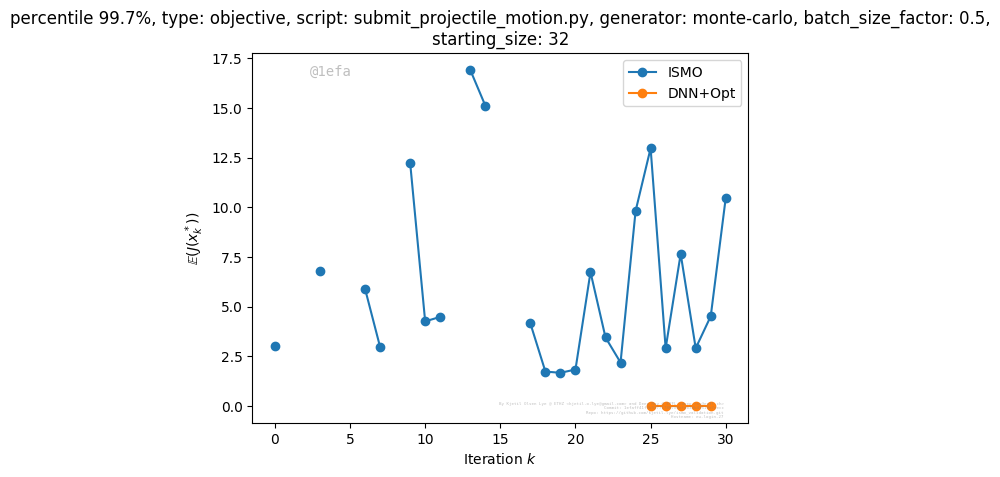 percentile 99.7%, type: objective, script: submit_projectile_motion.py, generator: monte-carlo, batch_size_factor: 0.5,
starting_size: 32
17.5
@1efa
ISMO
DNN+Opt
15.0
12.5
10.0
7.5
5.0
2.5
0.0
𝔼(J(x*ₖ))
0 5 10 15 20 25 30
Iteration k